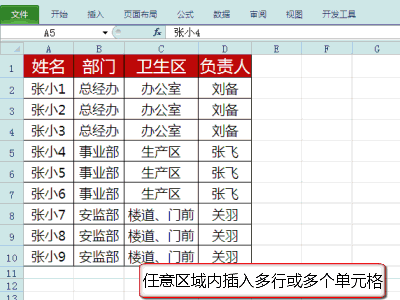 文件 开始 插入 页面布局 公式 数据 审阅 视图 开发工具
A5 fx 张小4
A B C D E F G
1 姓名 部门 卫生区 负责人
2 张小1 总经办 办公室 刘备
3 张小2 总经办 办公室 刘备
4 张小3 总经办 办公室 刘备
5 张小4 事业部 生产区 张飞
6 张小5 事业部 生产区 张飞
7 张小6 事业部 生产区 张飞
8 张小7 安监部 楼道、门前 关羽
9 张小8 安监部 楼道、门前 关羽
10 张小9 安监部 楼道、门前 关羽
11
12
13
任意区域内插入多行或多个单元格